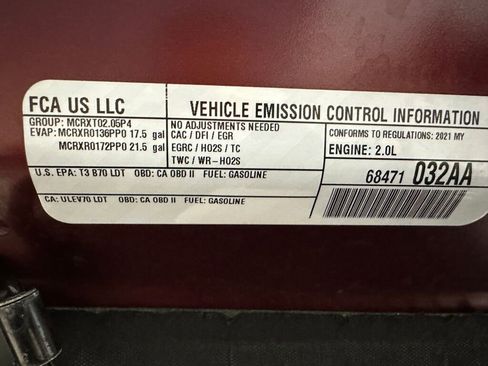 FCA US LLC
GROUP: MCRXT02.05P4
EVAP: MCRXR0136PP0 17.5 gal
MCRXR0172PP0 21.5 gal
U.S. EPA: T3 B70 LDT OBD: CA OBD II FUEL: GASOLINE
CA: ULEV70 LDT OBD: CA OBD II FUEL: GASOLINE
VEHICLE EMISSION CONTROL INFORMATION
NO ADJUSTMENTS NEEDED
CAC / DFI / EGR
EGRC / HO2S / TC
TWC / WR-HO2S
CONFORMS TO REGULATIONS: 2021 MY
ENGINE: 2.0L
68471 032AA